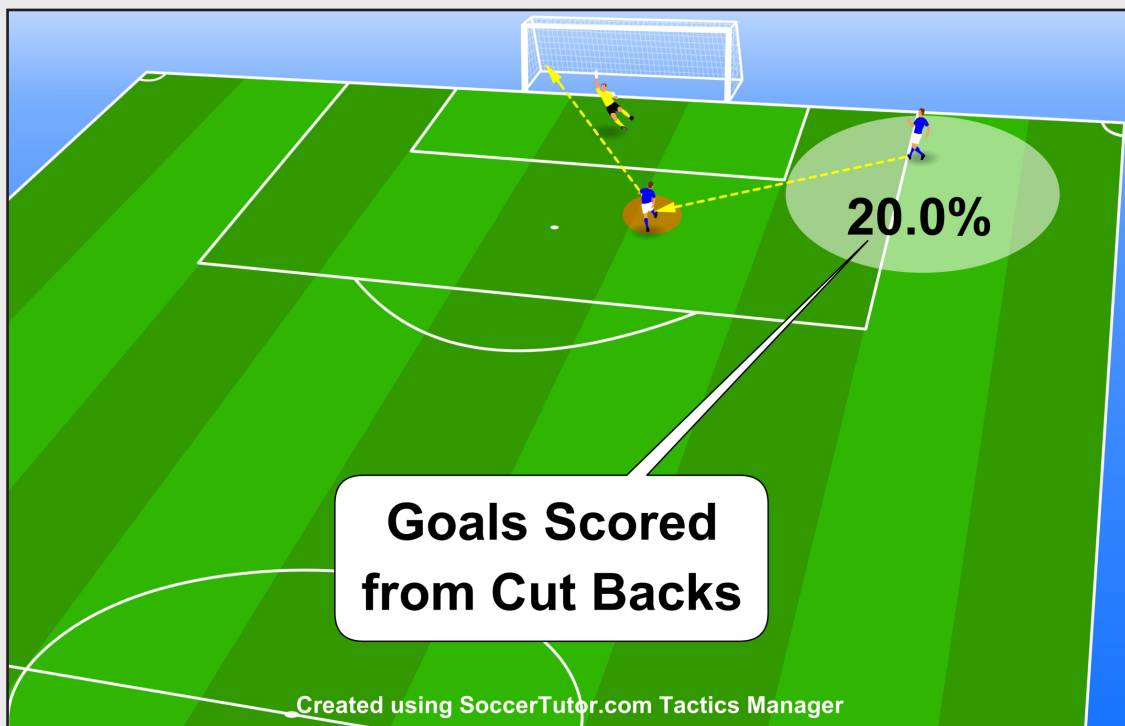 20.0%
Goals Scored
from Cut Backs
Created using SoccerTutor.com Tactics Manager